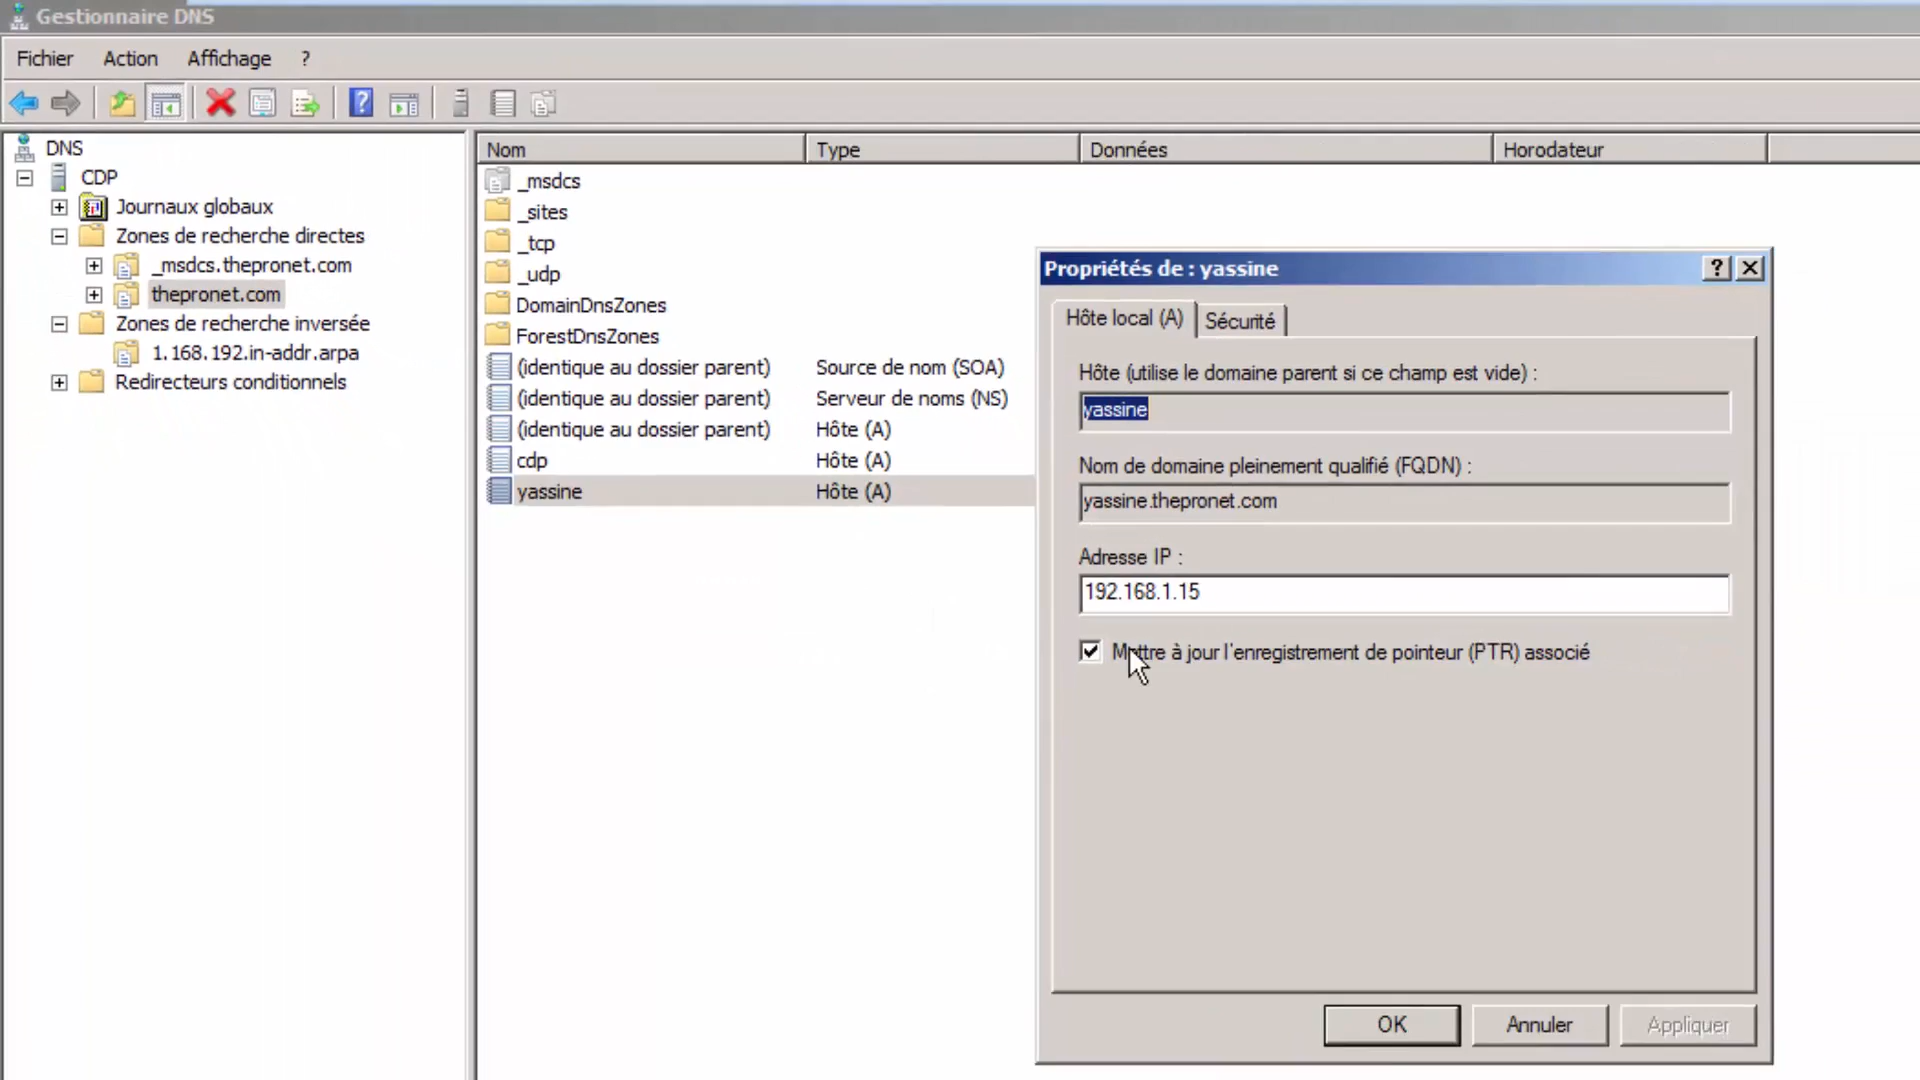 Gestionnaire DNS
Fichier Action Affichage ?
DNS
CDP
Journaux globaux
Zones de recherche directes
_msdcs.thepronet.com
thepronet.com
Zones de recherche inversée
1.168.192.in-addr.arpa
Redirecteurs conditionnels
Nom Type Données Horodateur
_msdcs
_sites
_tcp
_udp
DomainDnsZones
ForestDnsZones
(identique au dossier parent) Source de nom (SOA)
(identique au dossier parent) Serveur de noms (NS)
(identique au dossier parent) Hôte (A)
cdp Hôte (A)
yassine Hôte (A)
Propriétés de : yassine
Hôte local (A) Sécurité
Hôte (utilise le domaine parent si ce champ est vide) :
yassine
Nom de domaine pleinement qualifié (FQDN) :
yassine.thepronet.com
Adresse IP :
192.168.1.15
Mettre à jour l'enregistrement de pointeur (PTR) associé
OK Annuler Appliquer